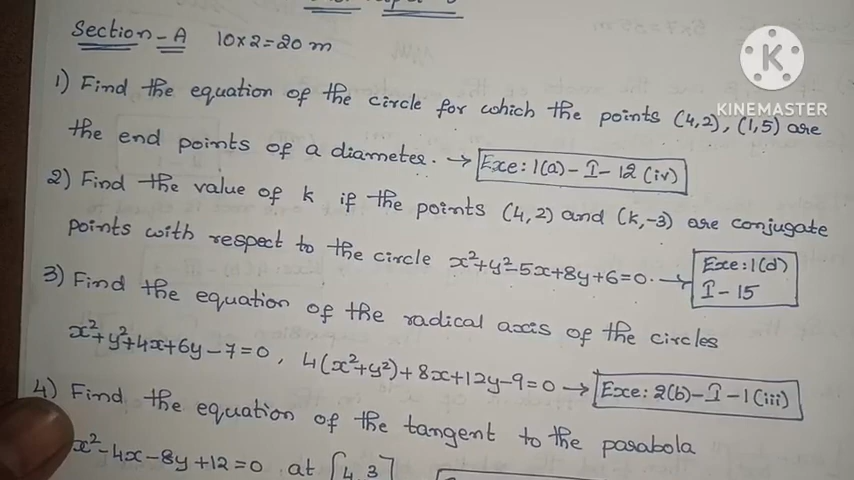 Section-A 10×2=20 m
K
KINEMASTER
1) Find the equation of the circle for which the points (4,2), (1,5) are
the end points of a diameter. → Exe: 1(a)-I-12(iv)
2) Find the value of k if the points (4,2) and (k,-3) are conjugate
points with respect to the circle x²+y²-5x+8y+6=0. → Exe: 1(d)
I-15
3) Find the equation of the radical axis of the circles
x²+y²+4x+6y-7=0, 4(x²+y²)+8x+12y-9=0 → Exe: 2(b)-I-1(iii)
4) Find the equation of the tangent to the parabola
x²-4x-8y+12=0 at [4, 3